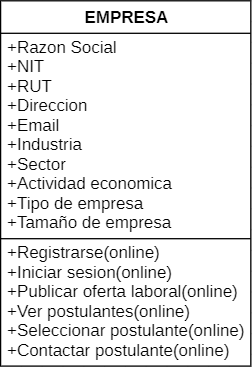 EMPRESA
+Razon Social
+NIT
+RUT
+Direccion
+Email
+Industria
+Sector
+Actividad economica
+Tipo de empresa
+Tamaño de empresa
+Registrarse(online)
+Iniciar sesion(online)
+Publicar oferta laboral(online)
+Ver postulantes(online)
+Seleccionar postulante(online)
+Contactar postulante(online)